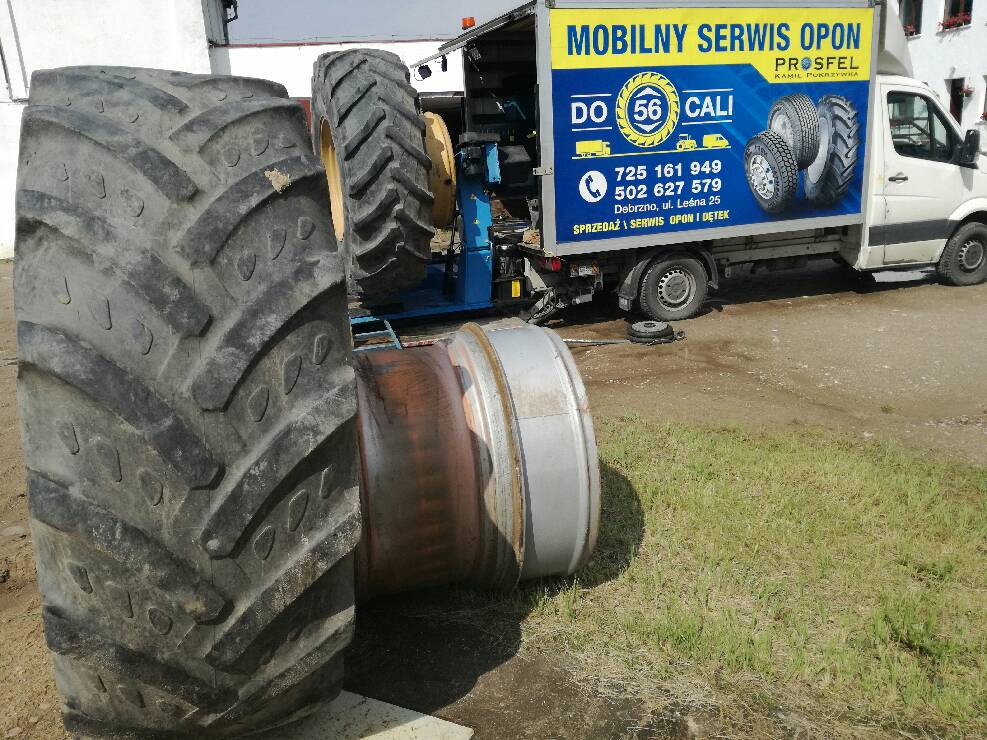 MOBILNY SERWIS OPON
PROSFEL
KAMIL POKRZYWKA
DO 56 CALI
725 161 949
502 627 579
Debrzno, ul. Leśna 25
SPRZEDAŻ \ SERWIS OPON I DĘTEK